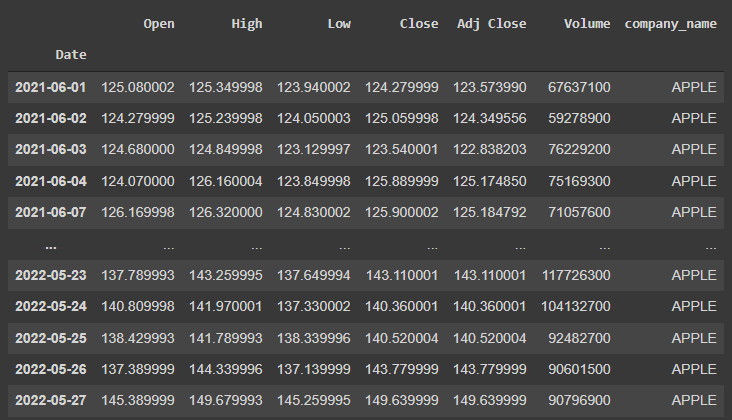 Open High Low Close Adj Close Volume company_name
Date
2021-06-01 125.080002 125.349998 123.940002 124.279999 123.573990 67637100 APPLE
2021-06-02 124.279999 125.239998 124.050003 125.059998 124.349556 59278900 APPLE
2021-06-03 124.680000 124.849998 123.129997 123.540001 122.838203 76229200 APPLE
2021-06-04 124.070000 126.160004 123.849998 125.889999 125.174850 75169300 APPLE
2021-06-07 126.169998 126.320000 124.830002 125.900002 125.184792 71057600 APPLE
... ... ... ... ... ... ... ...
2022-05-23 137.789993 143.259995 137.649994 143.110001 143.110001 117726300 APPLE
2022-05-24 140.809998 141.970001 137.330002 140.360001 140.360001 104132700 APPLE
2022-05-25 138.429993 141.789993 138.339996 140.520004 140.520004 92482700 APPLE
2022-05-26 137.389999 144.339996 137.139999 143.779999 143.779999 90601500 APPLE
2022-05-27 145.389999 149.679993 145.259995 149.639999 149.639999 90796900 APPLE